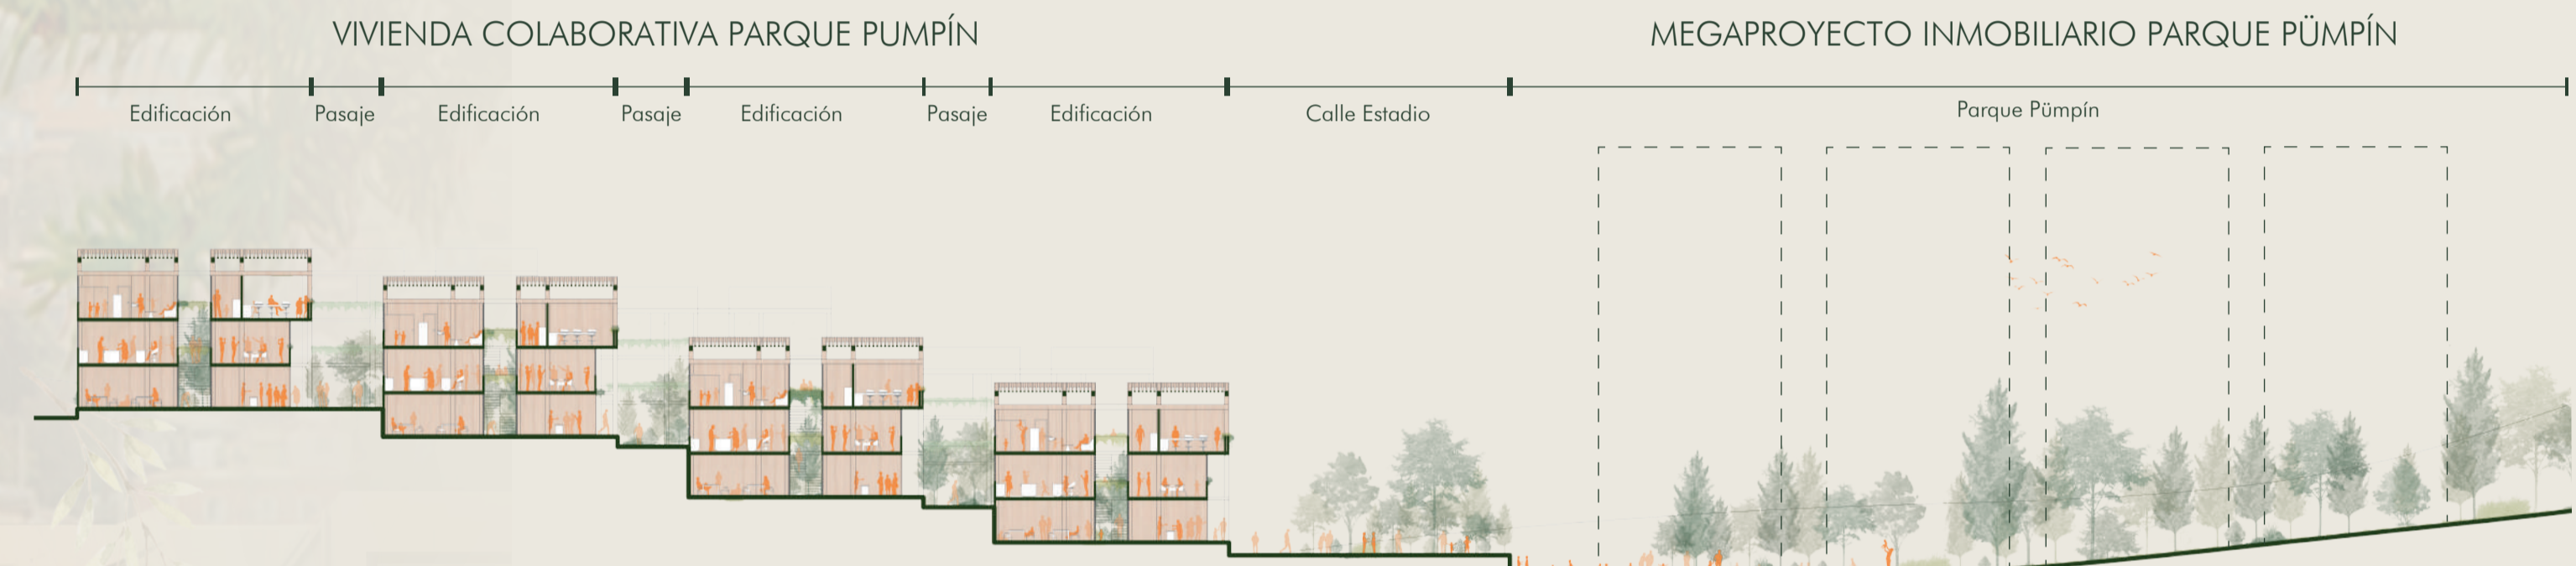 VIVIENDA COLABORATIVA PARQUE PUMPÍN
MEGAPROYECTO INMOBILIARIO PARQUE PÜMPÍN
Edificación
Pasaje
Edificación
Pasaje
Edificación
Pasaje
Edificación
Calle Estadio
Parque Pümpín